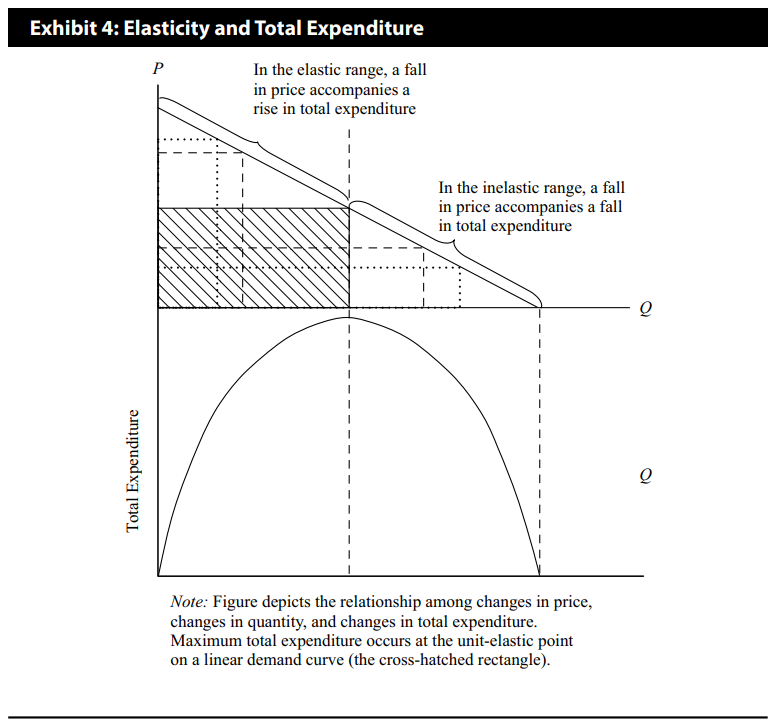 Exhibit 4: Elasticity and Total Expenditure
P
In the elastic range, a fall
in price accompanies a
rise in total expenditure
In the inelastic range, a fall
in price accompanies a fall
in total expenditure
Q
Total Expenditure
Q
Note: Figure depicts the relationship among changes in price,
changes in quantity, and changes in total expenditure.
Maximum total expenditure occurs at the unit-elastic point
on a linear demand curve (the cross-hatched rectangle).